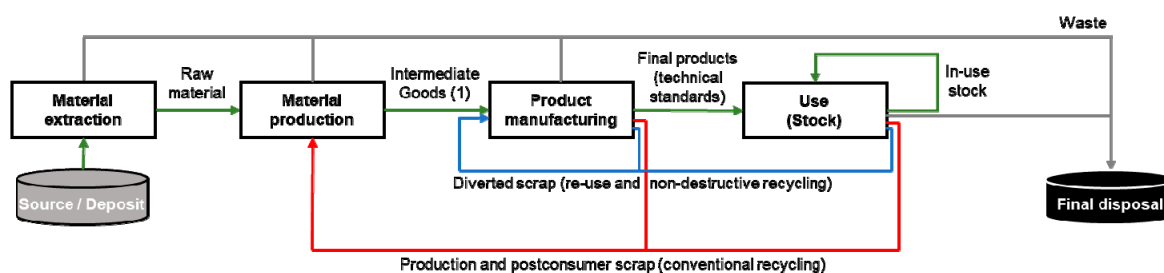 Waste
Raw
material
Intermediate
Goods (1)
Final products
(technical
standards)
In-use
stock
Material
extraction
Material
production
Product
manufacturing
Use
(Stock)
Diverted scrap (re-use and non-destructive recycling)
Source / Deposit
Final disposal
Production and postconsumer scrap (conventional recycling)